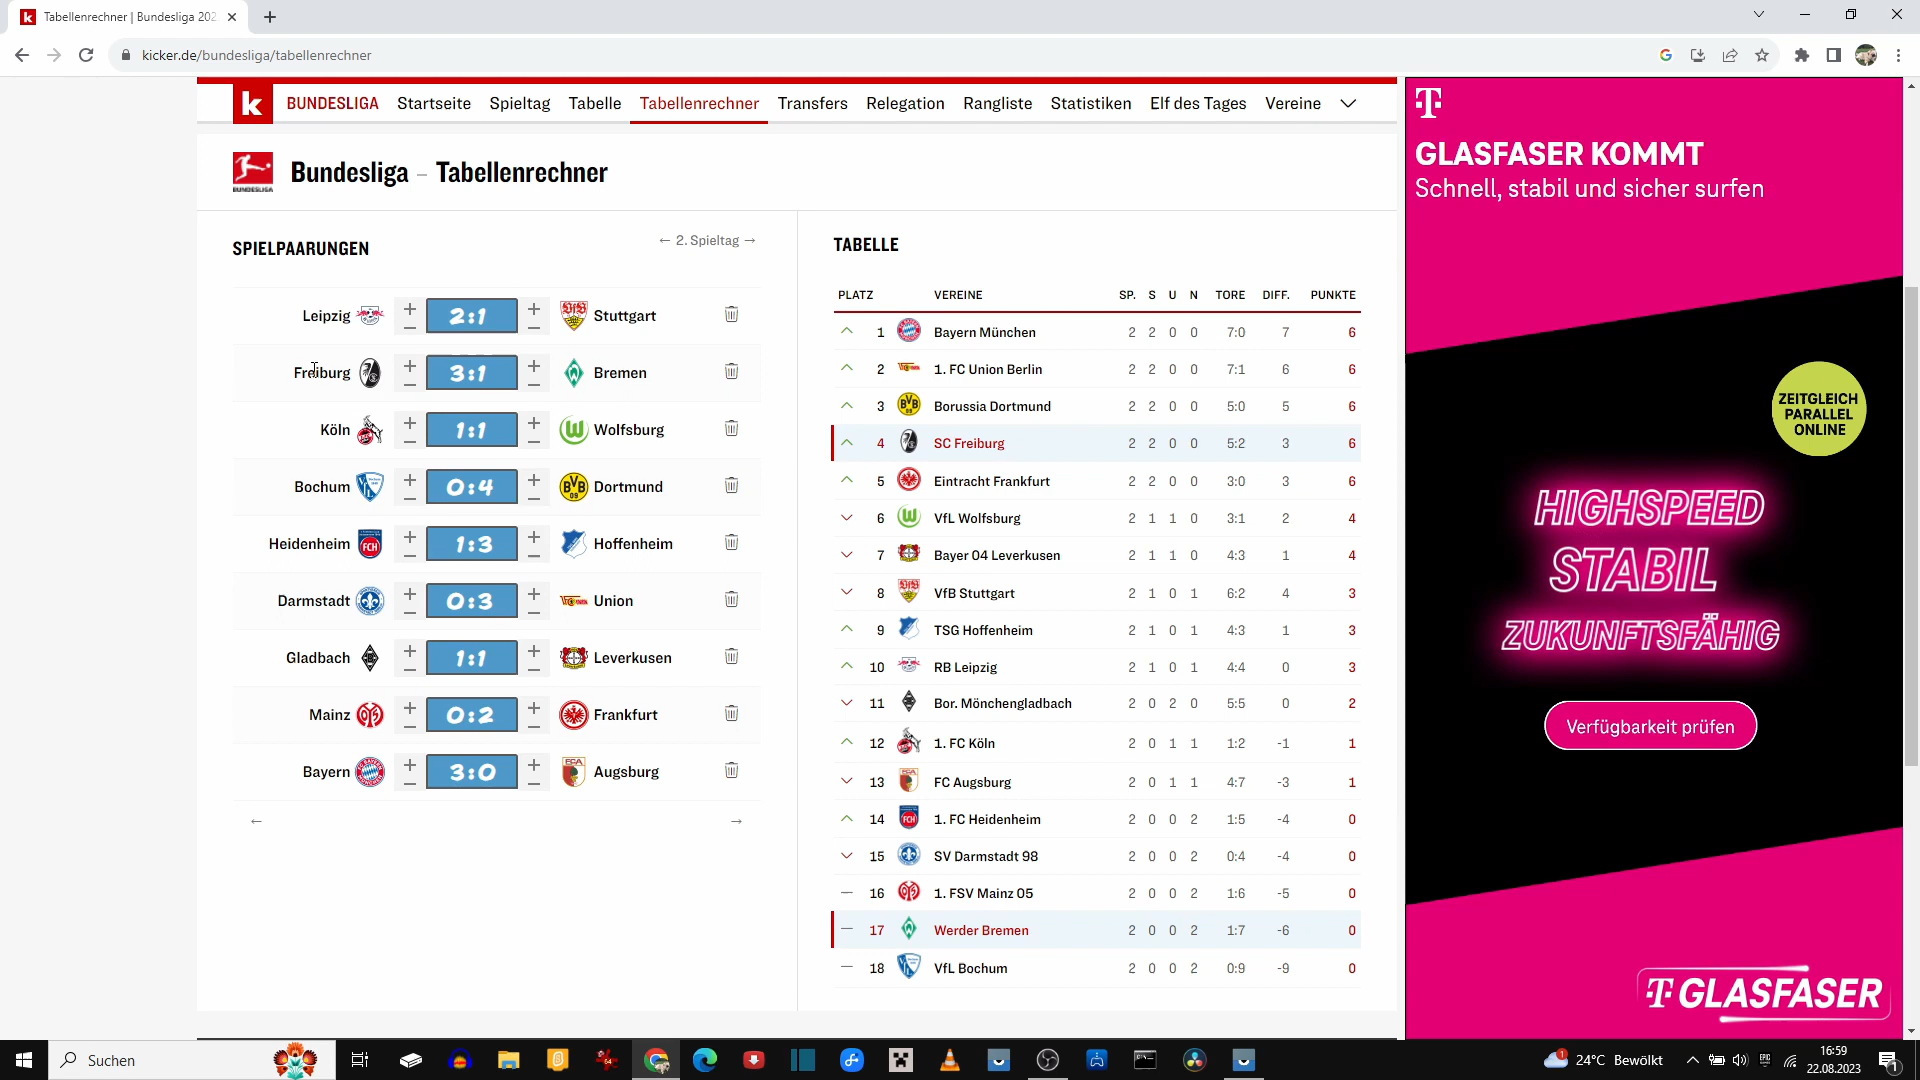 Tabellenrechner | Bundesliga 202
kicker.de/bundesliga/tabellenrechner
k BUNDESLIGA Startseite Spieltag Tabelle Tabellenrechner Transfers Relegation Rangliste Statistiken Elf des Tages Vereine
BUNDESLIGA
Bundesliga – Tabellenrechner
SPIELPAARUNGEN
← 2. Spieltag →
Leipzig + − 2:1 + − Stuttgart
Freiburg + − 3:1 + − Bremen
Köln + − 1:1 + − Wolfsburg
Bochum + − 0:4 + − Dortmund
Heidenheim + − 1:3 + − Hoffenheim
Darmstadt + − 0:3 + − Union
Gladbach + − 1:1 + − Leverkusen
Mainz + − 0:2 + − Frankfurt
Bayern + − 3:0 + − Augsburg
← →
TABELLE
PLATZ VEREINE SP. S U N TORE DIFF. PUNKTE
1 Bayern München 2 2 0 0 7:0 7 6
2 1. FC Union Berlin 2 2 0 0 7:1 6 6
3 Borussia Dortmund 2 2 0 0 5:0 5 6
4 SC Freiburg 2 2 0 0 5:2 3 6
5 Eintracht Frankfurt 2 2 0 0 3:0 3 6
6 VfL Wolfsburg 2 1 1 0 3:1 2 4
7 Bayer 04 Leverkusen 2 1 1 0 4:3 1 4
8 VfB Stuttgart 2 1 0 1 6:2 4 3
9 TSG Hoffenheim 2 1 0 1 4:3 1 3
10 RB Leipzig 2 1 0 1 4:4 0 3
11 Bor. Mönchengladbach 2 0 2 0 5:5 0 2
12 1. FC Köln 2 0 1 1 1:2 -1 1
13 FC Augsburg 2 0 1 1 4:7 -3 1
14 1. FC Heidenheim 2 0 0 2 1:5 -4 0
15 SV Darmstadt 98 2 0 0 2 0:4 -4 0
16 1. FSV Mainz 05 2 0 0 2 1:6 -5 0
17 Werder Bremen 2 0 0 2 1:7 -6 0
18 VfL Bochum 2 0 0 2 0:9 -9 0
T
GLASFASER KOMMT
Schnell, stabil und sicher surfen
ZEITGLEICH
PARALLEL
ONLINE
HIGHSPEED
STABIL
ZUKUNFTSFÄHIG
Verfügbarkeit prüfen
T GLASFASER
Suchen
24°C Bewölkt
16:59
22.08.2023